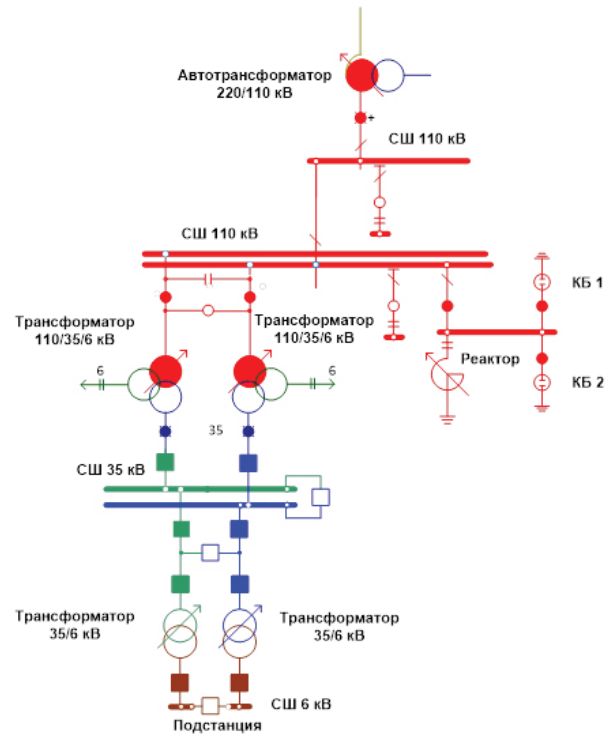 Автотрансформатор
220/110 кВ
+
СШ 110 кВ
СШ 110 кВ
КБ 1
Трансформатор
110/35/6 кВ
Трансформатор
110/35/6 кВ
Реактор
6
6
КБ 2
35
СШ 35 кВ
Трансформатор
35/6 кВ
Трансформатор
35/6 кВ
СШ 6 кВ
Подстанция